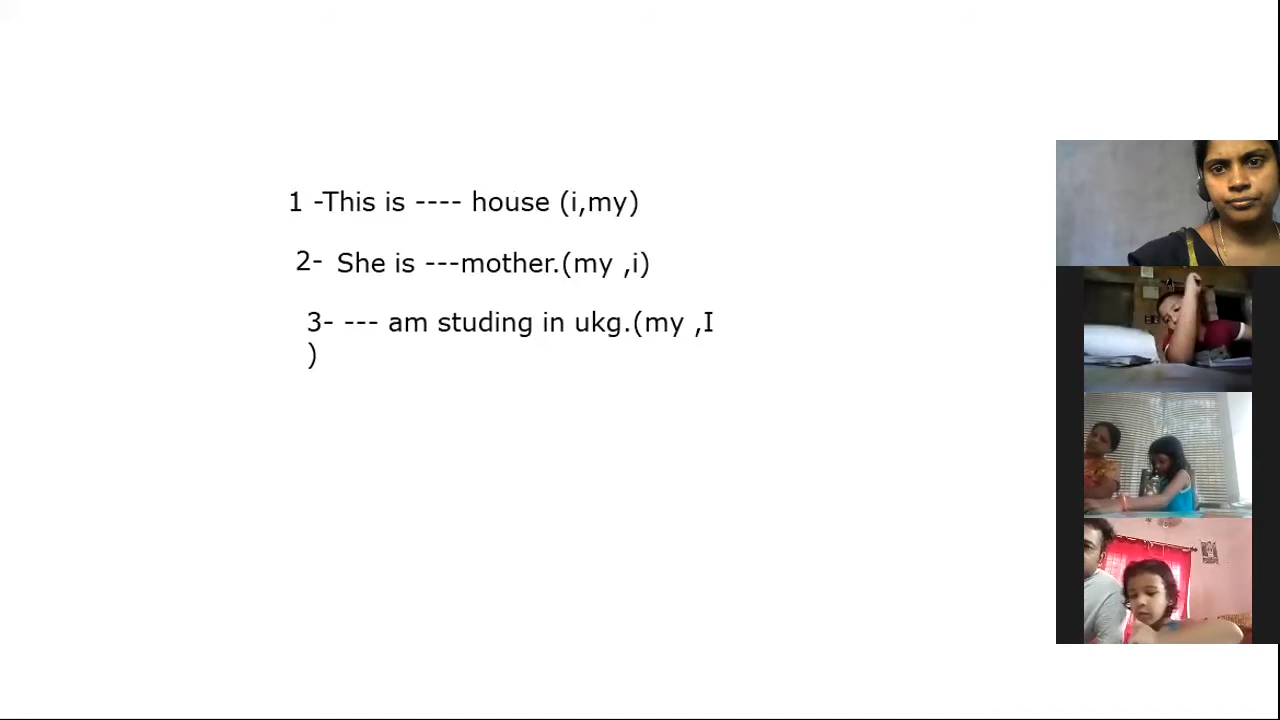 1 -This is ---- house (i,my)
2- She is ---mother.(my ,i)
3- --- am studing in ukg.(my ,I
)